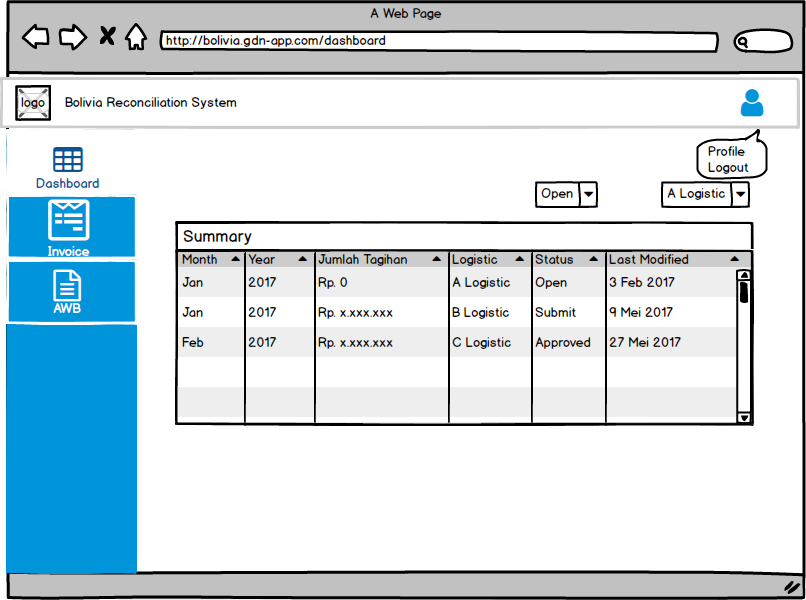 A Web Page
http://bolivia.gdn-app.com/dashboard
logo Bolivia Reconciliation System
Profile
Logout
Dashboard
Open A Logistic
Invoice
AWB
Summary
Month Year Jumlah Tagihan Logistic Status Last Modified
Jan 2017 Rp. 0 A Logistic Open 3 Feb 2017
Jan 2017 Rp. x.xxx.xxx B Logistic Submit 9 Mei 2017
Feb 2017 Rp. x.xxx.xxx C Logistic Approved 27 Mei 2017